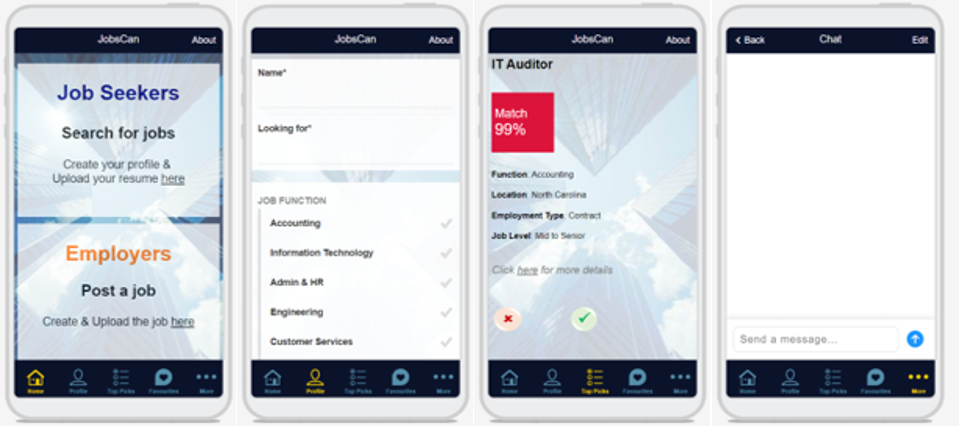 JobsCan About
Job Seekers
Search for jobs
Create your profile &
Upload your resume here
Employers
Post a job
Create & Upload the job here
Home Profile Top Picks Favourites More
JobsCan About
Name*
Looking for*
JOB FUNCTION
Accounting
Information Technology
Admin & HR
Engineering
Customer Services
Home Profile Top Picks Favourites More
JobsCan About
IT Auditor
Match
99%
Function: Accounting
Location: North Carolina
Employment Type: Contract
Job Level: Mid to Senior
Click here for more details
Home Profile Top Picks Favourites More
Back Chat Edit
Send a message...
Home Profile Top Picks Favourites More